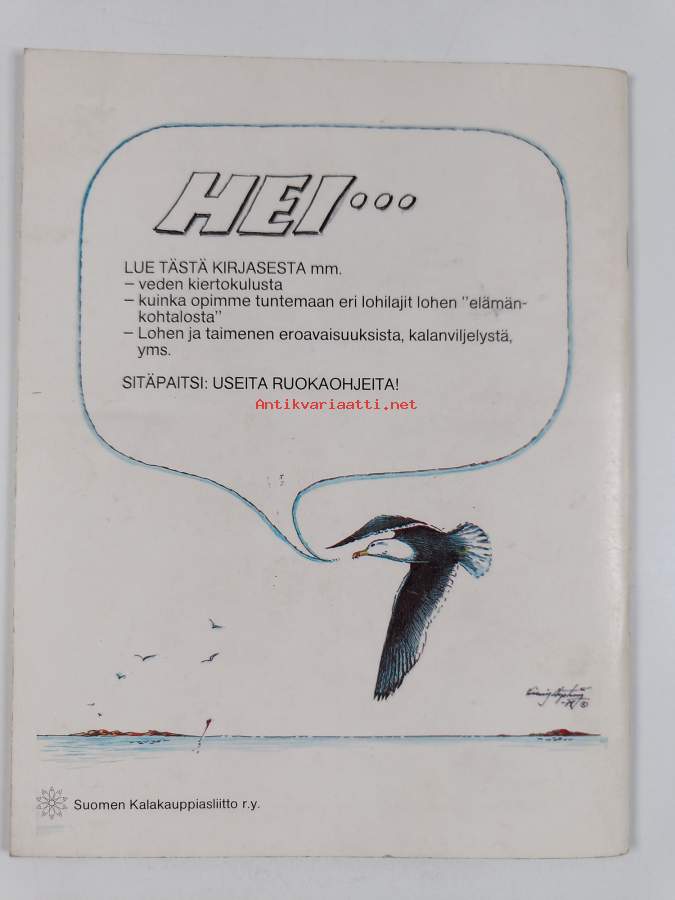 HEI...
LUE TÄSTÄ KIRJASESTA mm.
– veden kiertokulusta
– kuinka opimme tuntemaan eri lohilajit lohen ”elämän-
kohtalosta”
– Lohen ja taimenen eroavaisuuksista, kalanviljelystä,
yms.
SITÄPAITSI: USEITA RUOKAOHJEITA!
Antikvariaatti.net
Suomen Kalakauppiasliitto r.y.